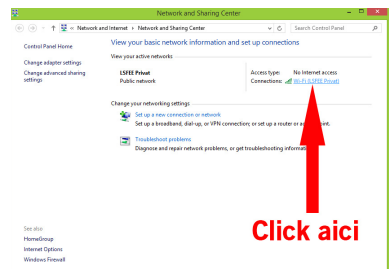 Network and Sharing Center
« Network and Internet › Network and Sharing Center
Search Control Panel
Control Panel Home
Change adapter settings
Change advanced sharing settings
View your basic network information and set up connections
View your active networks
LSFEE Privat
Public network
Access type: No Internet access
Connections: Wi-Fi (LSFEE Privat)
Change your networking settings
Set up a new connection or network
Set up a broadband, dial-up, or VPN connection; or set up a router or
Troubleshoot problems
Diagnose and repair network problems, or get troubleshooting
Click aici
See also
HomeGroup
Internet Options
Windows Firewall